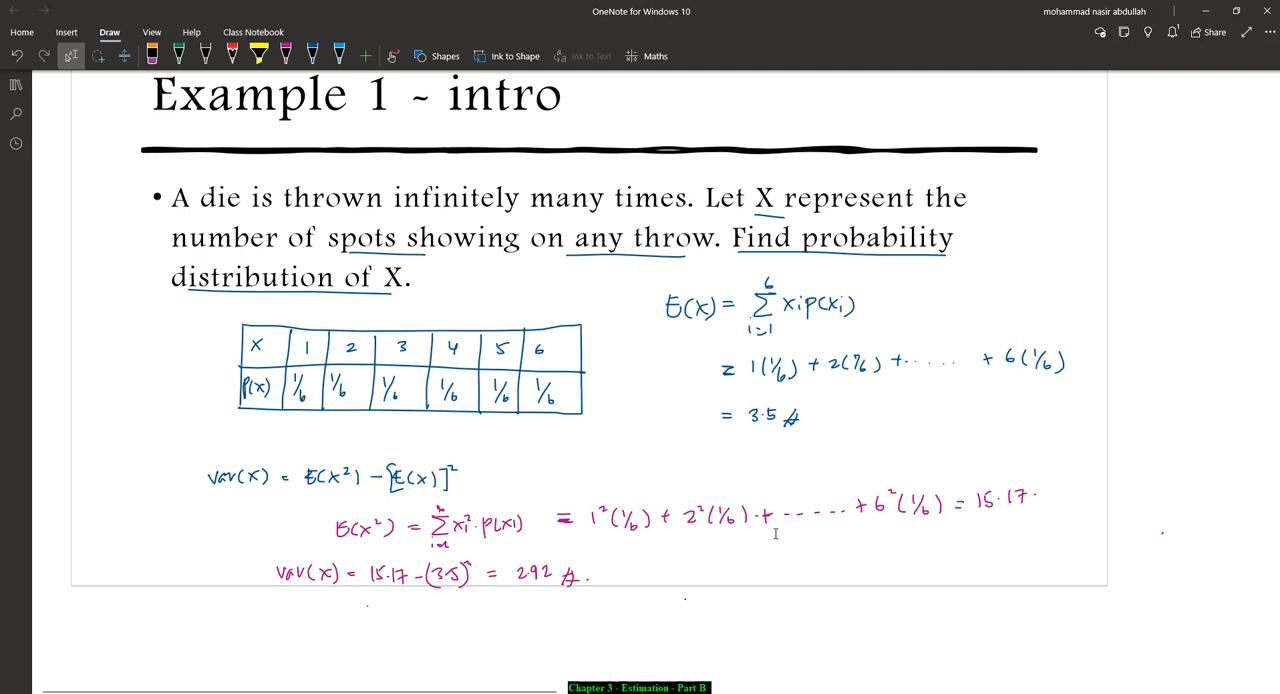 OneNote for Windows 10
mohammad nasir abdullah
Home Insert Draw View Help Class Notebook
Share
Shapes Ink to Shape Ink to Text Maths
Example 1 - intro
• A die is thrown infinitely many times. Let X represent the
number of spots showing on any throw. Find probability
distribution of X.
X 1 2 3 4 5 6
P(X) 1/6 1/6 1/6 1/6 1/6 1/6
E(X) = 6 Σ i=1 xi p(xi)
= 1(1/6) + 2(1/6) + ...... + 6(1/6)
= 3.5
Var(X) = E(X²) - [E(X)]²
E(X²) = Σ xi² · p(xi) = 1²(1/6) + 2²(1/6) + ...... + 6²(1/6) = 15.17.
Var(X) = 15.17 - (3.5)² = 2.92
Chapter 3 - Estimation - Part B